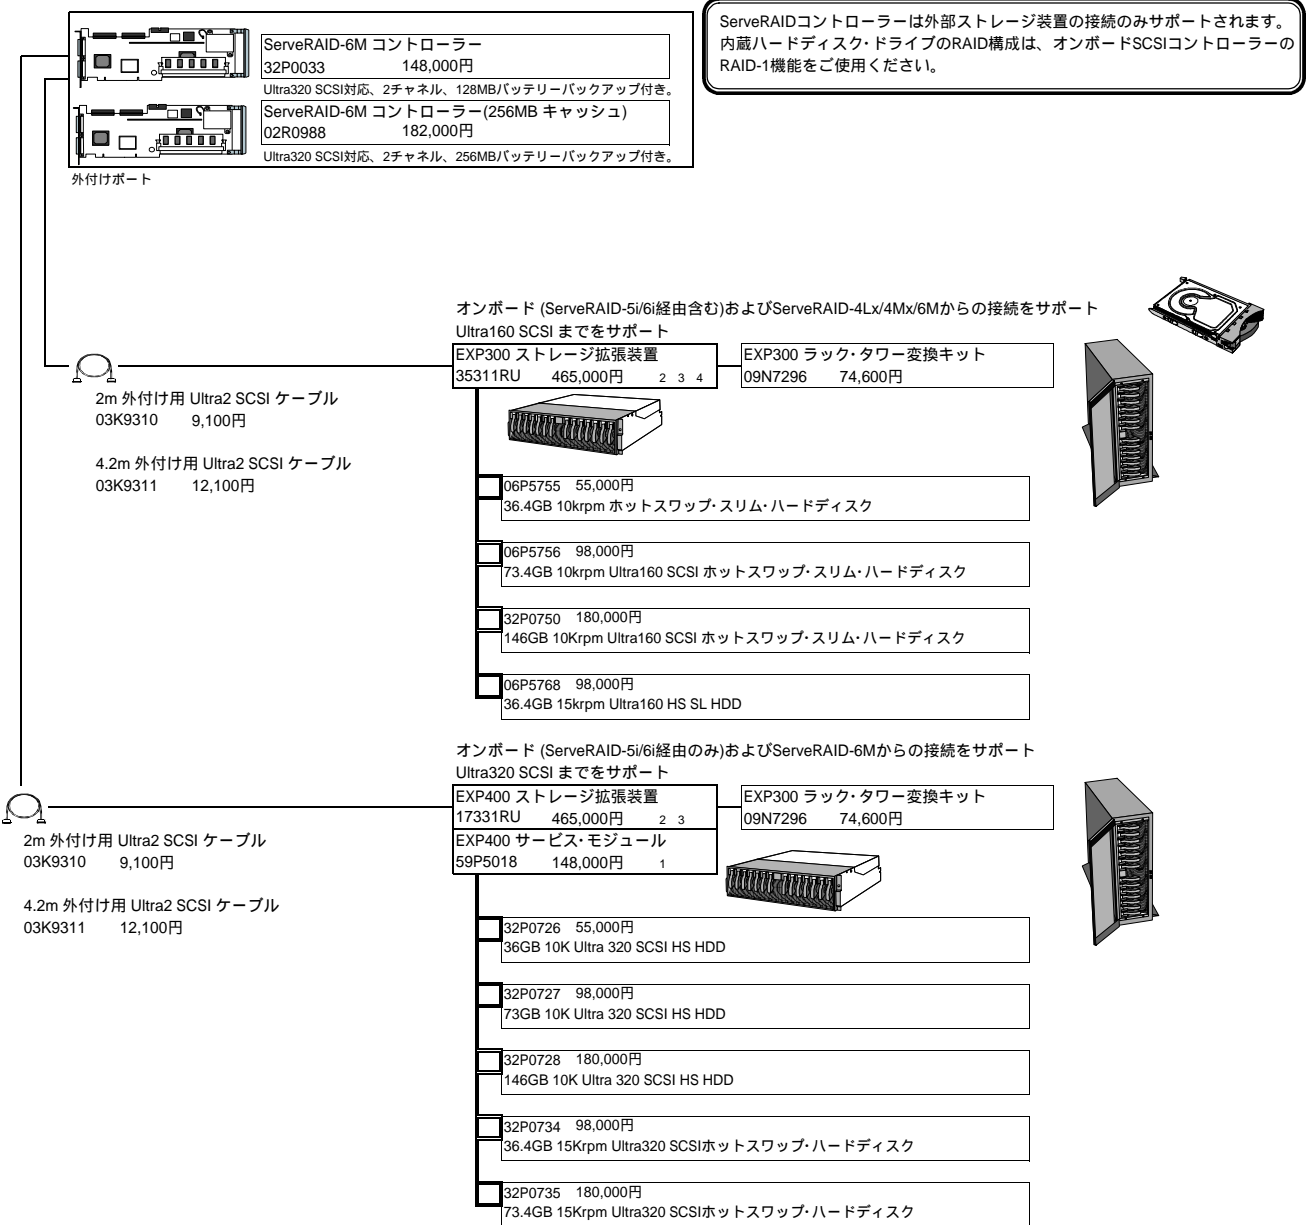 ServeRAIDコントローラーは外部ストレージ装置の接続のみサポートされます。
内蔵ハードディスク・ドライブのRAID構成は、オンボードSCSIコントローラーの
RAID-1機能をご使用ください。
ServeRAID-6M コントローラー
32P0033 148,000円
Ultra320 SCSI対応、2チャネル、128MBバッテリーバックアップ付き。
ServeRAID-6M コントローラー(256MB キャッシュ)
02R0988 182,000円
Ultra320 SCSI対応、2チャネル、256MBバッテリーバックアップ付き。
外付けポート
オンボード (ServeRAID-5i/6i経由含む)およびServeRAID-4Lx/4Mx/6Mからの接続をサポート
Ultra160 SCSI までをサポート
EXP300 ストレージ拡張装置
35311RU 465,000円 2 3 4
EXP300 ラック・タワー変換キット
09N7296 74,600円
2m 外付け用 Ultra2 SCSI ケーブル
03K9310 9,100円
4.2m 外付け用 Ultra2 SCSI ケーブル
03K9311 12,100円
06P5755 55,000円
36.4GB 10krpm ホットスワップ・スリム・ハードディスク
06P5756 98,000円
73.4GB 10krpm Ultra160 SCSI ホットスワップ・スリム・ハードディスク
32P0750 180,000円
146GB 10Krpm Ultra160 SCSI ホットスワップ・スリム・ハードディスク
06P5768 98,000円
36.4GB 15krpm Ultra160 HS SL HDD
オンボード (ServeRAID-5i/6i経由のみ)およびServeRAID-6Mからの接続をサポート
Ultra320 SCSI までをサポート
EXP400 ストレージ拡張装置
17331RU 465,000円 2 3
EXP400 サービス・モジュール
59P5018 148,000円 1
EXP300 ラック・タワー変換キット
09N7296 74,600円
2m 外付け用 Ultra2 SCSI ケーブル
03K9310 9,100円
4.2m 外付け用 Ultra2 SCSI ケーブル
03K9311 12,100円
32P0726 55,000円
36GB 10K Ultra 320 SCSI HS HDD
32P0727 98,000円
73GB 10K Ultra 320 SCSI HS HDD
32P0728 180,000円
146GB 10K Ultra 320 SCSI HS HDD
32P0734 98,000円
36.4GB 15Krpm Ultra320 SCSIホットスワップ・ハードディスク
32P0735 180,000円
73.4GB 15Krpm Ultra320 SCSIホットスワップ・ハードディスク